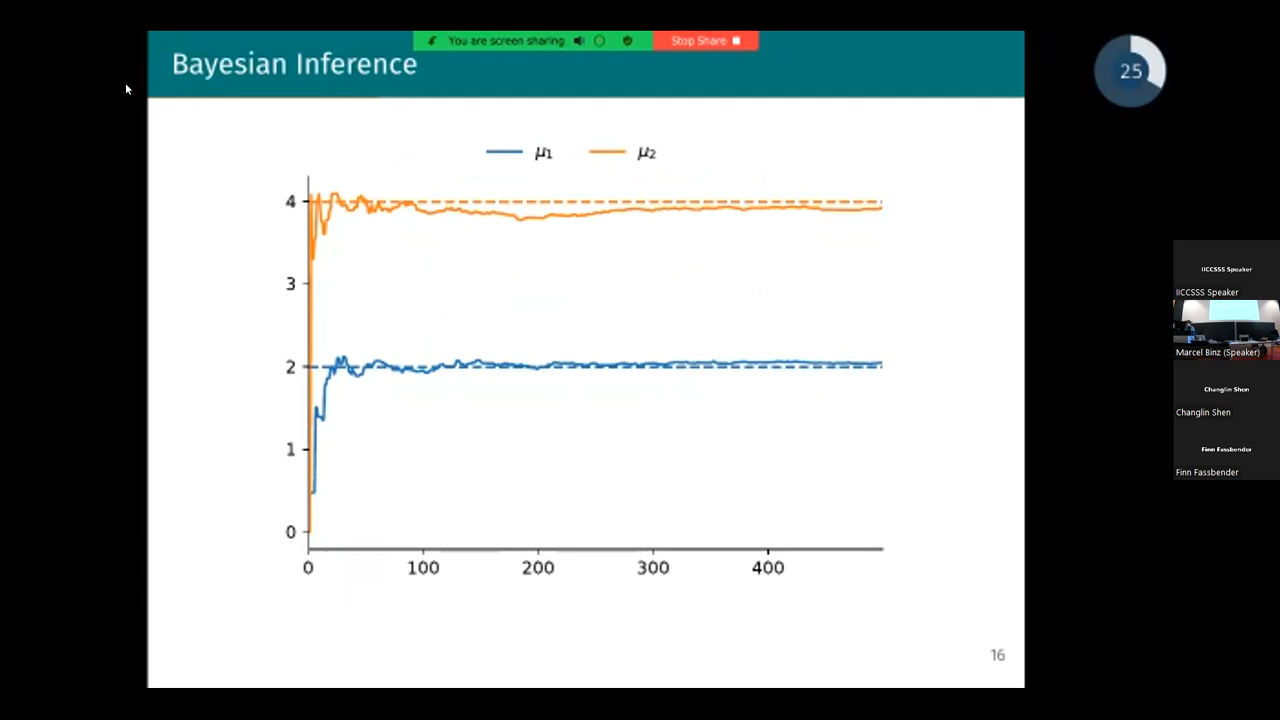 You are screen sharing
Stop Share
Bayesian Inference
25
μ1
μ2
4
3
2
1
0
0 100 200 300 400
16
IICCSSS Speaker
IICCSSS Speaker
Marcel Binz (Speaker)
Changlin Shen
Changlin Shen
Finn Fassbender
Finn Fassbender